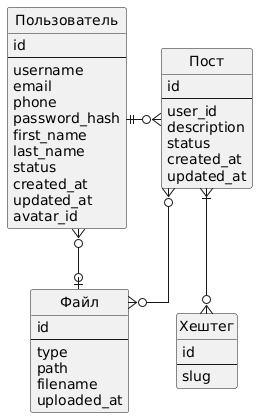 Пользователь
id
username
email
phone
password_hash
first_name
last_name
status
created_at
updated_at
avatar_id
Пост
id
user_id
description
status
created_at
updated_at
Файл
id
type
path
filename
uploaded_at
Хештег
id
slug